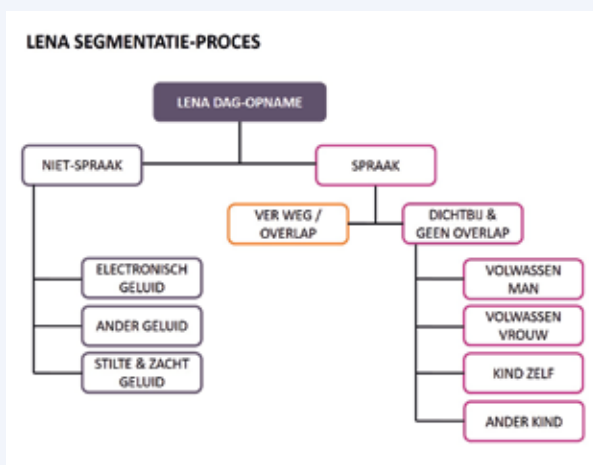 LENA SEGMENTATIE-PROCES
LENA DAG-OPNAME
NIET-SPRAAK
SPRAAK
VER WEG /
OVERLAP
DICHTBIJ &
GEEN OVERLAP
ELECTRONISCH
GELUID
ANDER GELUID
STILTE & ZACHT
GELUID
VOLWASSEN
MAN
VOLWASSEN
VROUW
KIND ZELF
ANDER KIND